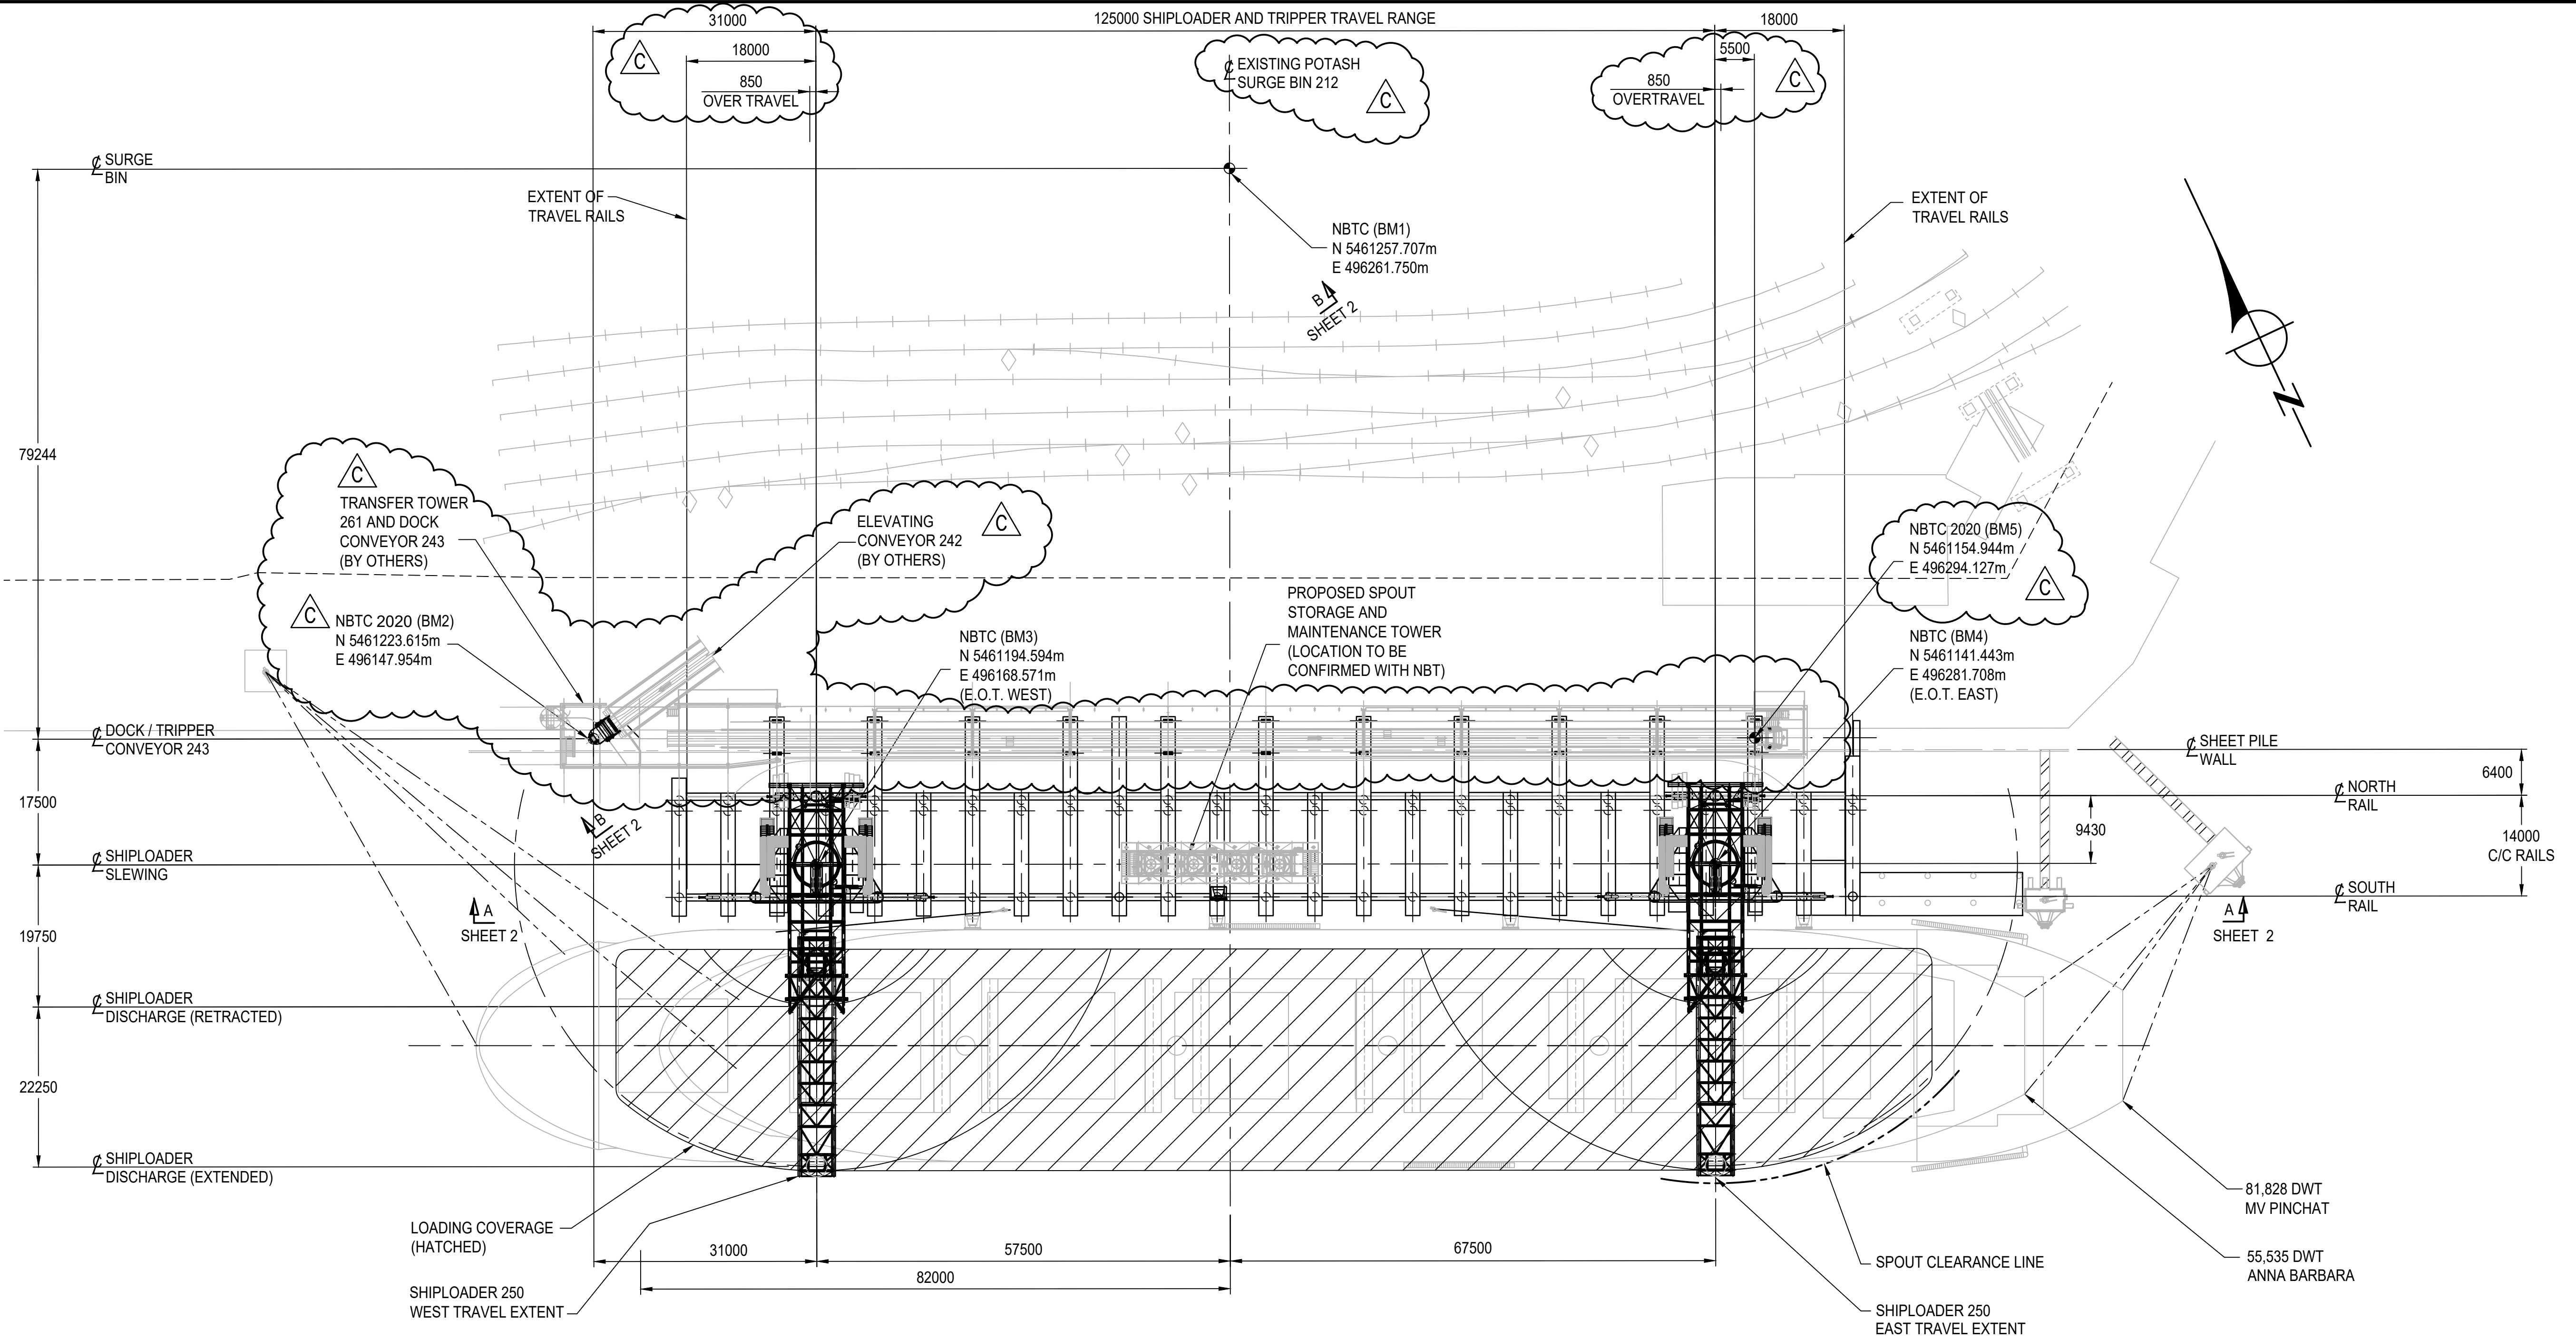 31000
125000 SHIPLOADER AND TRIPPER TRAVEL RANGE
18000
18000
5500
C
850
OVER TRAVEL
℄ EXISTING POTASH
SURGE BIN 212
C
C
850
OVERTRAVEL
℄ SURGE
BIN
EXTENT OF
TRAVEL RAILS
EXTENT OF
TRAVEL RAILS
NBTC (BM1)
N 5461257.707m
E 496261.750m
B
SHEET 2
N
79244
C
TRANSFER TOWER
261 AND DOCK
CONVEYOR 243
(BY OTHERS)
ELEVATING
CONVEYOR 242
(BY OTHERS)
C
NBTC 2020 (BM5)
N 5461154.944m
E 496294.127m
C
C
NBTC 2020 (BM2)
N 5461223.615m
E 496147.954m
NBTC (BM3)
N 5461194.594m
E 496168.571m
(E.O.T. WEST)
PROPOSED SPOUT
STORAGE AND
MAINTENANCE TOWER
(LOCATION TO BE
CONFIRMED WITH NBT)
NBTC (BM4)
N 5461141.443m
E 496281.708m
(E.O.T. EAST)
℄ DOCK / TRIPPER
CONVEYOR 243
℄ SHEET PILE
WALL
6400
℄ NORTH
RAIL
17500
B
SHEET 2
9430
14000
C/C RAILS
℄ SHIPLOADER
SLEWING
℄ SOUTH
RAIL
A
SHEET 2
A
SHEET 2
19750
℄ SHIPLOADER
DISCHARGE (RETRACTED)
22250
℄ SHIPLOADER
DISCHARGE (EXTENDED)
81,828 DWT
MV PINCHAT
LOADING COVERAGE
(HATCHED)
31000
57500
67500
82000
SPOUT CLEARANCE LINE
55,535 DWT
ANNA BARBARA
SHIPLOADER 250
WEST TRAVEL EXTENT
SHIPLOADER 250
EAST TRAVEL EXTENT